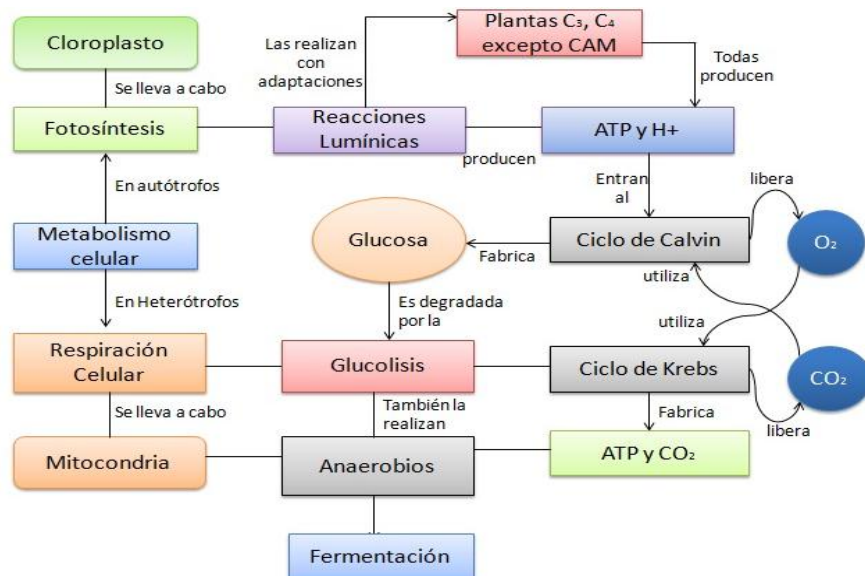 Cloroplasto
Se lleva a cabo
Fotosíntesis
Las realizan
con
adaptaciones
Plantas C₃, C₄
excepto CAM
Todas
producen
Reacciones
Lumínicas
producen
ATP y H+
En autótrofos
Entran
al
libera
Metabolismo
celular
Glucosa
Fabrica
Ciclo de Calvin
O₂
utiliza
En Heterótrofos
Es degradada
por la
utiliza
Respiración
Celular
Glucolisis
Ciclo de Krebs
CO₂
Se lleva a cabo
También la
realizan
Fabrica
libera
Mitocondria
Anaerobios
ATP y CO₂
Fermentación